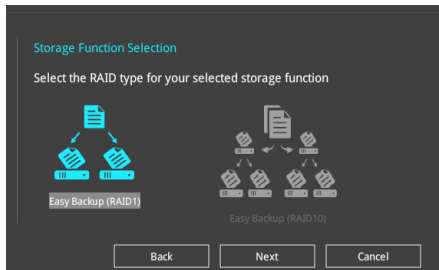 Storage Function Selection
Select the RAID type for your selected storage function
Easy Backup (RAID1)
Easy Backup (RAID10)
Back
Next
Cancel